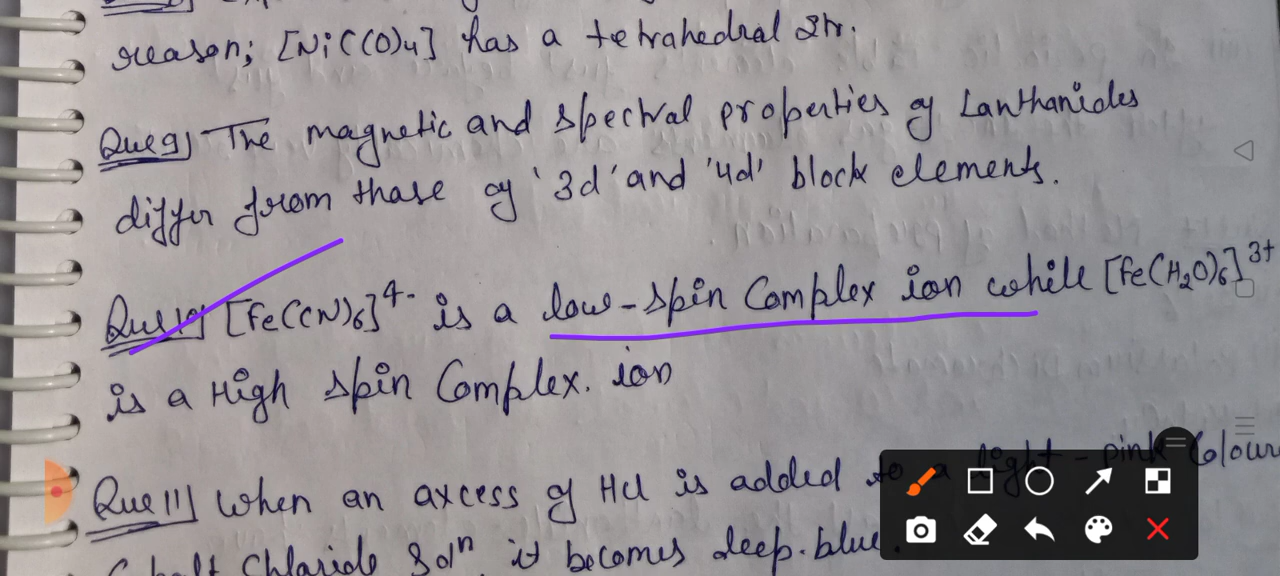 reason; [Ni(CO)4] has a tetrahedral str.
Que 9) The magnetic and spectral properties of Lanthanides
differ from those of '3d' and '4d' block elements.
Que 10) [Fe(CN)6]4- is a low-spin Complex ion while [Fe(H2O)6]3+
is a High spin Complex. ion
Que 11) When an axcess of HCl is added to a light-pink Colour
Chloride Soln it becomes deep-blue.